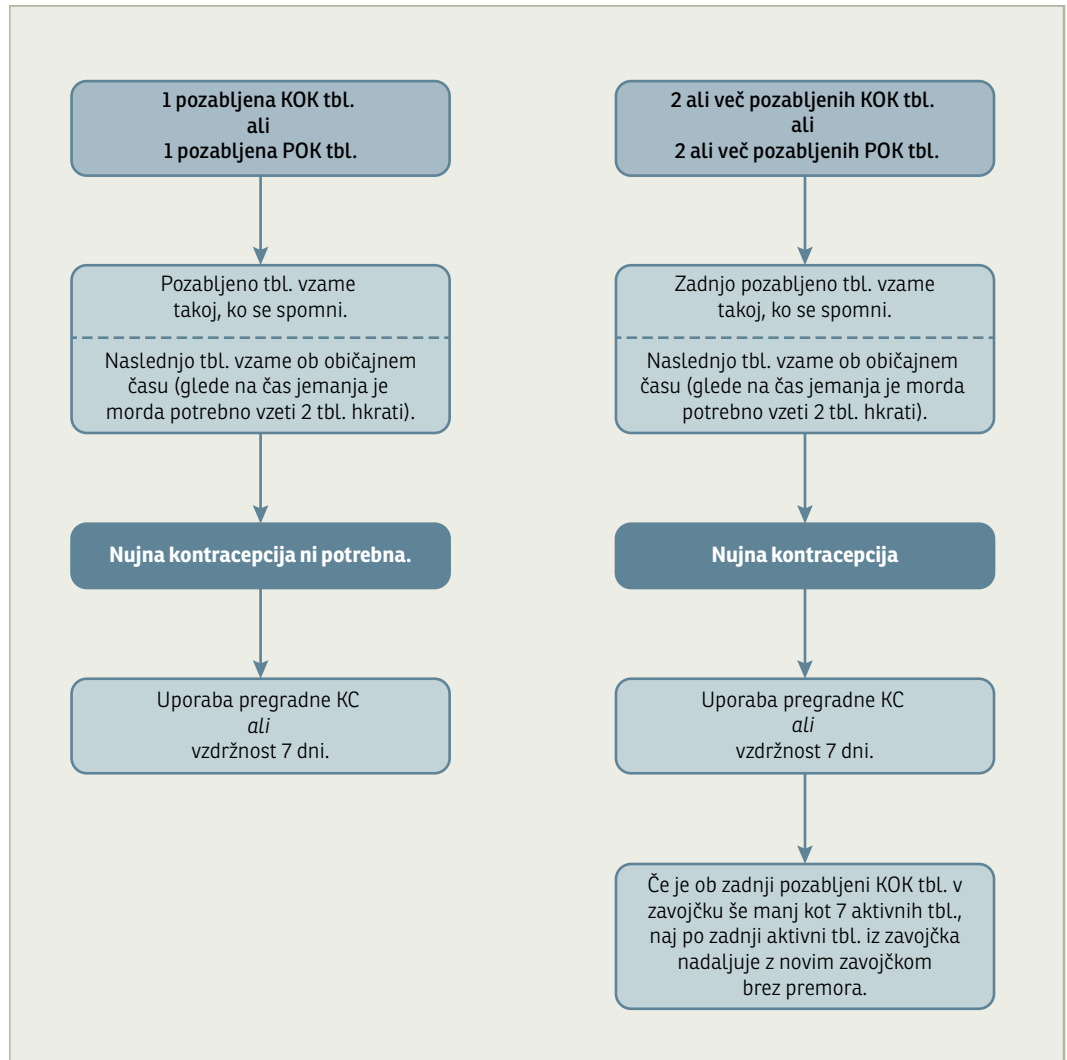 1 pozabljena KOK tbl.
ali
1 pozabljena POK tbl.
Pozabljeno tbl. vzame
takoj, ko se spomni.
Naslednjo tbl. vzame ob običajnem
času (glede na čas jemanja je
morda potrebno vzeti 2 tbl. hkrati).
Nujna kontracepcija ni potrebna.
Uporaba pregradne KC
ali
vzdržnost 7 dni.
2 ali več pozabljenih KOK tbl.
ali
2 ali več pozabljenih POK tbl.
Zadnjo pozabljeno tbl. vzame
takoj, ko se spomni.
Naslednjo tbl. vzame ob običajnem
času (glede na čas jemanja je morda
potrebno vzeti 2 tbl. hkrati).
Nujna kontracepcija
Uporaba pregradne KC
ali
vzdržnost 7 dni.
Če je ob zadnji pozabljeni KOK tbl. v
zavojčku še manj kot 7 aktivnih tbl.,
naj po zadnji aktivni tbl. iz zavojčka
nadaljuje z novim zavojčkom
brez premora.